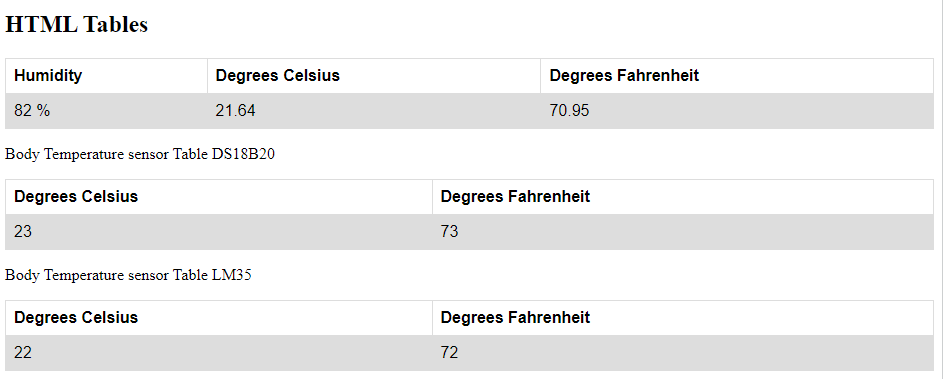 HTML Tables
Humidity Degrees Celsius Degrees Fahrenheit
82 % 21.64 70.95
Body Temperature sensor Table DS18B20
Degrees Celsius Degrees Fahrenheit
23 73
Body Temperature sensor Table LM35
Degrees Celsius Degrees Fahrenheit
22 72